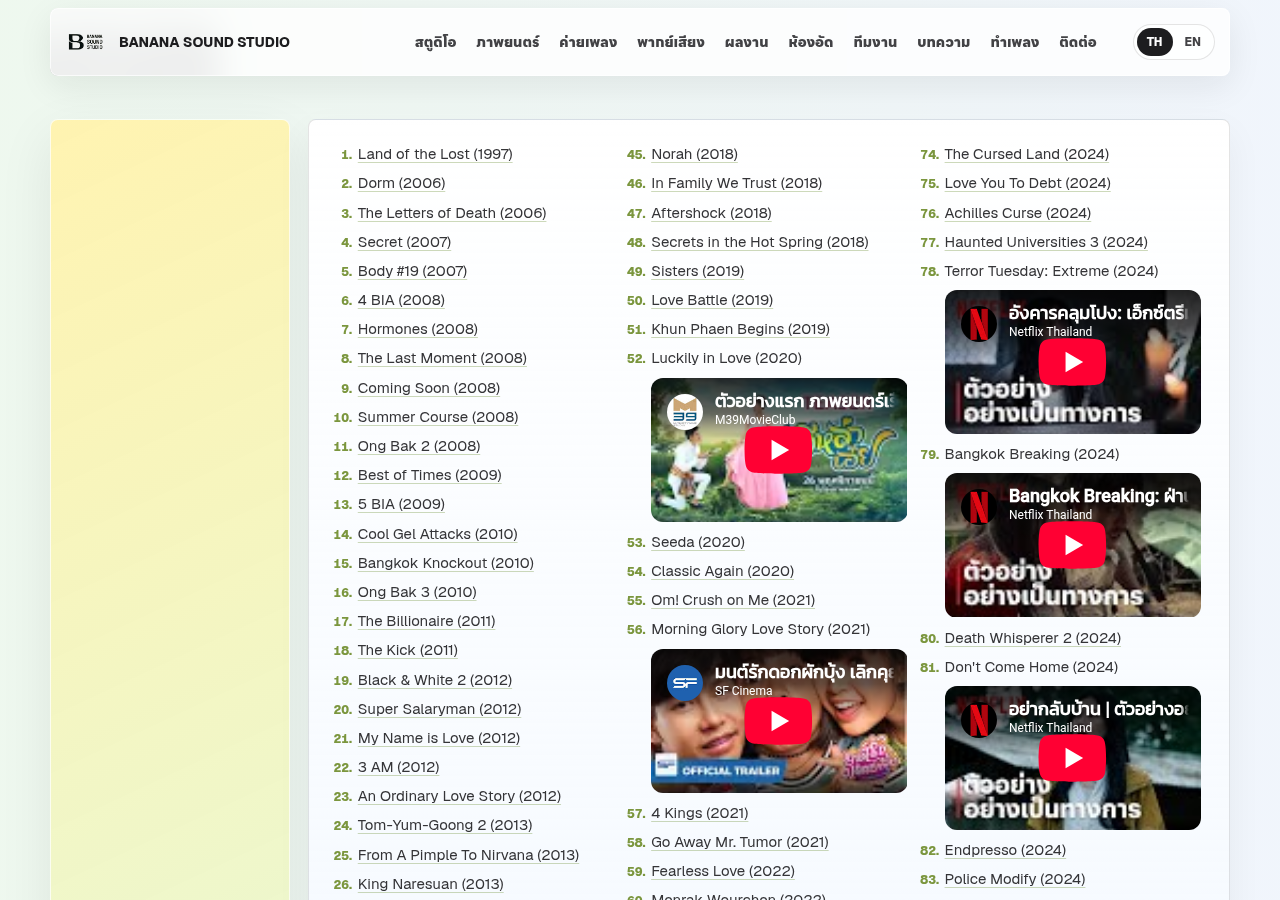 B BANANA SOUND STUDIO
BANANA SOUND STUDIO
สตูดิโอ ภาพยนตร์ ค่ายเพลง พากย์เสียง ผลงาน ห้องอัด ทีมงาน บทความ ทำเพลง ติดต่อ
TH EN
1. Land of the Lost (1997)
2. Dorm (2006)
3. The Letters of Death (2006)
4. Secret (2007)
5. Body #19 (2007)
6. 4 BIA (2008)
7. Hormones (2008)
8. The Last Moment (2008)
9. Coming Soon (2008)
10. Summer Course (2008)
11. Ong Bak 2 (2008)
12. Best of Times (2009)
13. 5 BIA (2009)
14. Cool Gel Attacks (2010)
15. Bangkok Knockout (2010)
16. Ong Bak 3 (2010)
17. The Billionaire (2011)
18. The Kick (2011)
19. Black & White 2 (2012)
20. Super Salaryman (2012)
21. My Name is Love (2012)
22. 3 AM (2012)
23. An Ordinary Love Story (2012)
24. Tom-Yum-Goong 2 (2013)
25. From A Pimple To Nirvana (2013)
26. King Naresuan (2013)
45. Norah (2018)
46. In Family We Trust (2018)
47. Aftershock (2018)
48. Secrets in the Hot Spring (2018)
49. Sisters (2019)
50. Love Battle (2019)
51. Khun Phaen Begins (2019)
52. Luckily in Love (2020)
ตัวอย่างแรก ภาพยนตร์เรื
M39MovieClub
M39
26 พฤศจิกายนนี้
53. Seeda (2020)
54. Classic Again (2020)
55. Om! Crush on Me (2021)
56. Morning Glory Love Story (2021)
มนต์รักดอกผักบุ้ง เลิกคุย
SF Cinema
SF
OFFICIAL TRAILER
57. 4 Kings (2021)
58. Go Away Mr. Tumor (2021)
59. Fearless Love (2022)
60. Monrak Wourchon (2022)
74. The Cursed Land (2024)
75. Love You To Debt (2024)
76. Achilles Curse (2024)
77. Haunted Universities 3 (2024)
78. Terror Tuesday: Extreme (2024)
อังคารคลุมโปง: เอ็กซ์ตรี
Netflix Thailand
ตัวอย่าง
อย่างเป็นทางการ
79. Bangkok Breaking (2024)
Bangkok Breaking: ฝ่า
Netflix Thailand
ตัวอย่าง
อย่างเป็นทางการ
80. Death Whisperer 2 (2024)
81. Don't Come Home (2024)
อย่ากลับบ้าน | ตัวอย่างอ
Netflix Thailand
ตัวอย่าง
อย่างเป็นทางการ
82. Endpresso (2024)
83. Police Modify (2024)